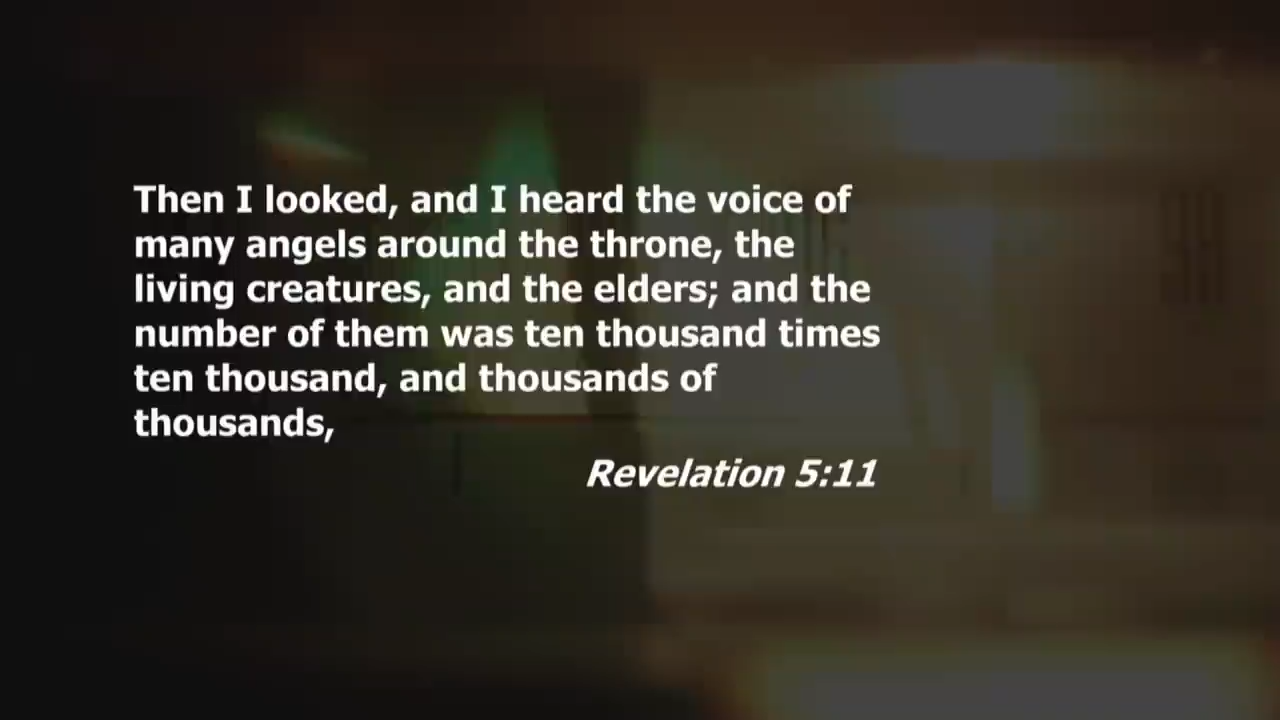 Then I looked, and I heard the voice of
many angels around the throne, the
living creatures, and the elders; and the
number of them was ten thousand times
ten thousand, and thousands of
thousands,
Revelation 5:11